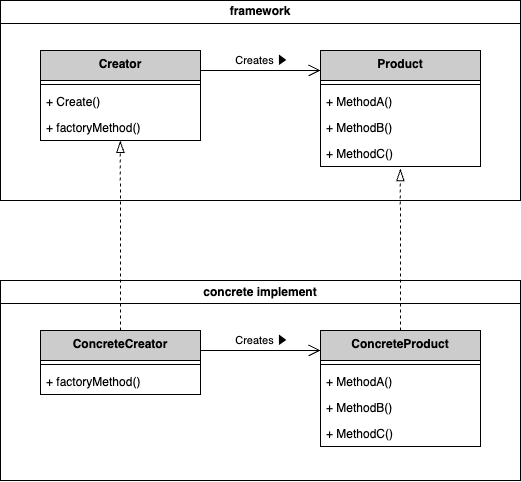 framework
Creator
Creates ▶
Product
+ Create()
+ factoryMethod()
+ MethodA()
+ MethodB()
+ MethodC()
concrete implement
ConcreteCreator
Creates ▶
ConcreteProduct
+ factoryMethod()
+ MethodA()
+ MethodB()
+ MethodC()